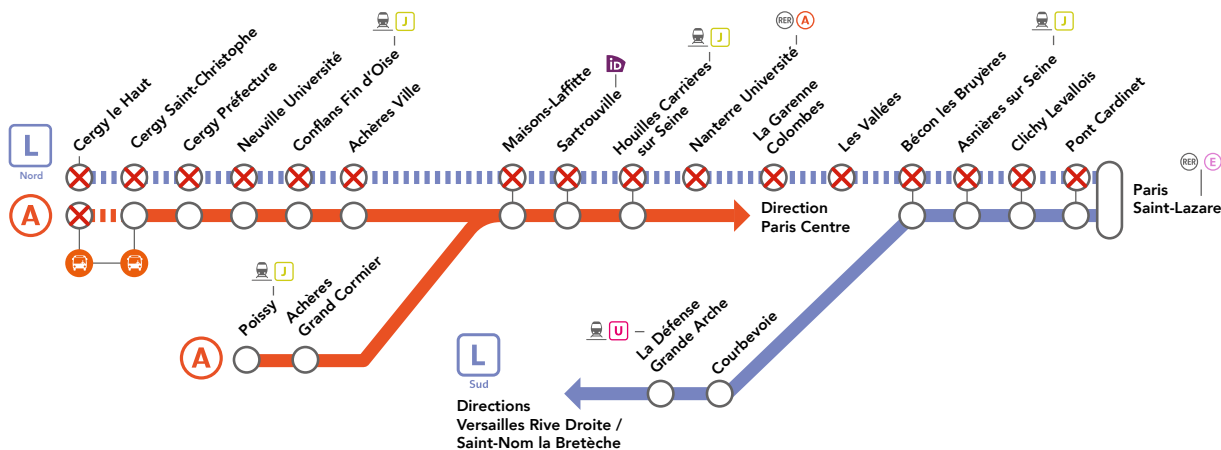 J
RER A
J
iD
J
RER E
Cergy le Haut
Cergy Saint-Christophe
Cergy Préfecture
Neuville Université
Conflans Fin d'Oise
Achères Ville
Maisons-Laffitte
Sartrouville
Houilles Carrières
sur Seine
Nanterre Université
La Garenne
Colombes
Les Vallées
Bécon les Bruyères
Asnières sur Seine
Clichy Levallois
Pont Cardinet
L
Nord
Paris
Saint-Lazare
A
Direction
Paris Centre
J
Poissy
Achères
Grand Cormier
A
U
La Défense
Grande Arche
Courbevoie
L
Sud
Directions
Versailles Rive Droite /
Saint-Nom la Bretèche